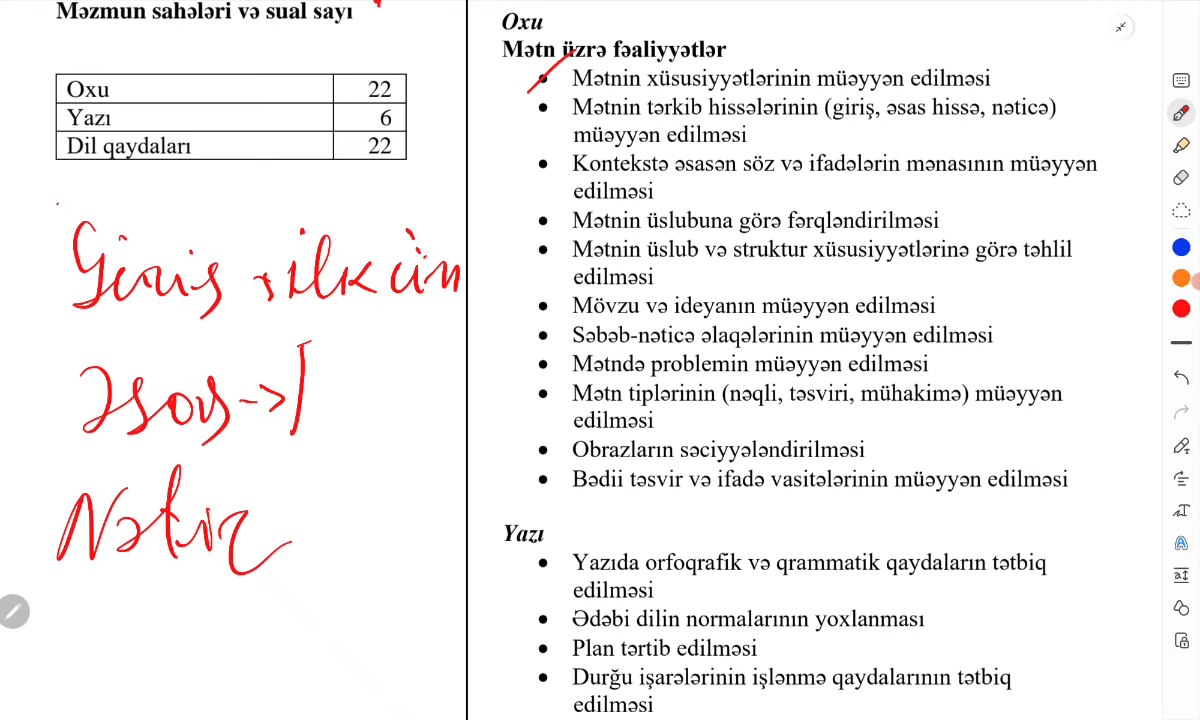 Məzmun sahələri və sual sayı
Oxu 22
Yazı 6
Dil qaydaları 22
Giriş ilk cüm
Əsas ->
Nətic
Oxu
Mətn üzrə fəaliyyətlər
• Mətnin xüsusiyyətlərinin müəyyən edilməsi
• Mətnin tərkib hissələrinin (giriş, əsas hissə, nəticə)
müəyyən edilməsi
• Kontekstə əsasən söz və ifadələrin mənasının müəyyən
edilməsi
• Mətnin üslubuna görə fərqləndirilməsi
• Mətnin üslub və struktur xüsusiyyətlərinə görə təhlil
edilməsi
• Mövzu və ideyanın müəyyən edilməsi
• Səbəb-nəticə əlaqələrinin müəyyən edilməsi
• Mətndə problemin müəyyən edilməsi
• Mətn tiplərinin (nəqli, təsviri, mühakimə) müəyyən
edilməsi
• Obrazların səciyyələndirilməsi
• Bədii təsvir və ifadə vasitələrinin müəyyən edilməsi
Yazı
• Yazıda orfoqrafik və qrammatik qaydaların tətbiq
edilməsi
• Ədəbi dilin normalarının yoxlanması
• Plan tərtib edilməsi
• Durğu işarələrinin işlənmə qaydalarının tətbiq
edilməsi